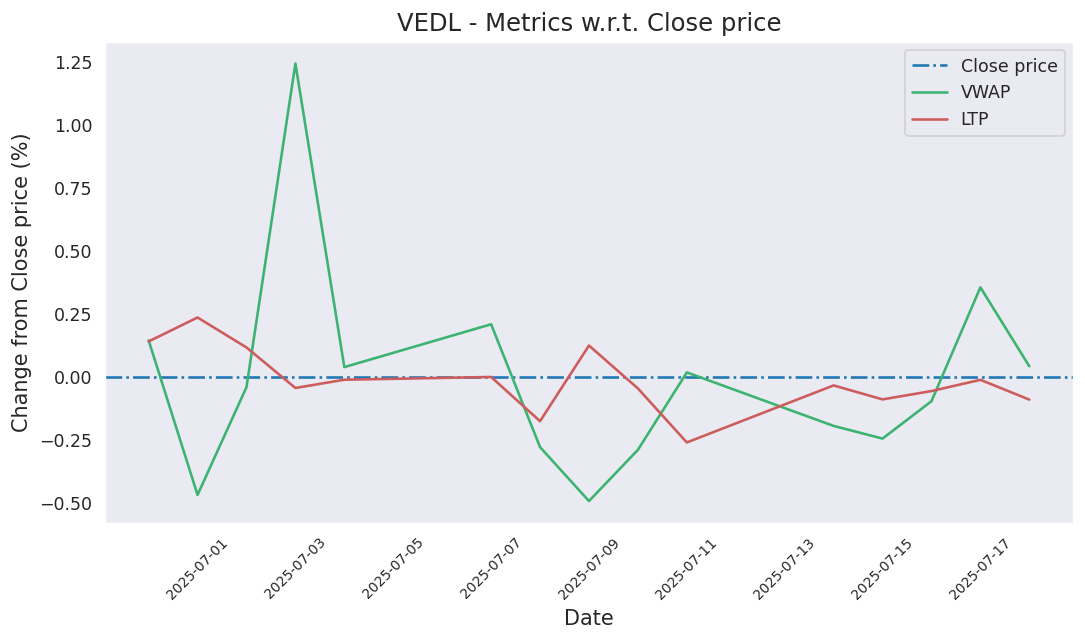 VEDL - Metrics w.r.t. Close price
Change from Close price (%)
1.25
1.00
0.75
0.50
0.25
0.00
−0.25
−0.50
Close price
VWAP
LTP
2025-07-01
2025-07-03
2025-07-05
2025-07-07
2025-07-09
2025-07-11
2025-07-13
2025-07-15
2025-07-17
Date